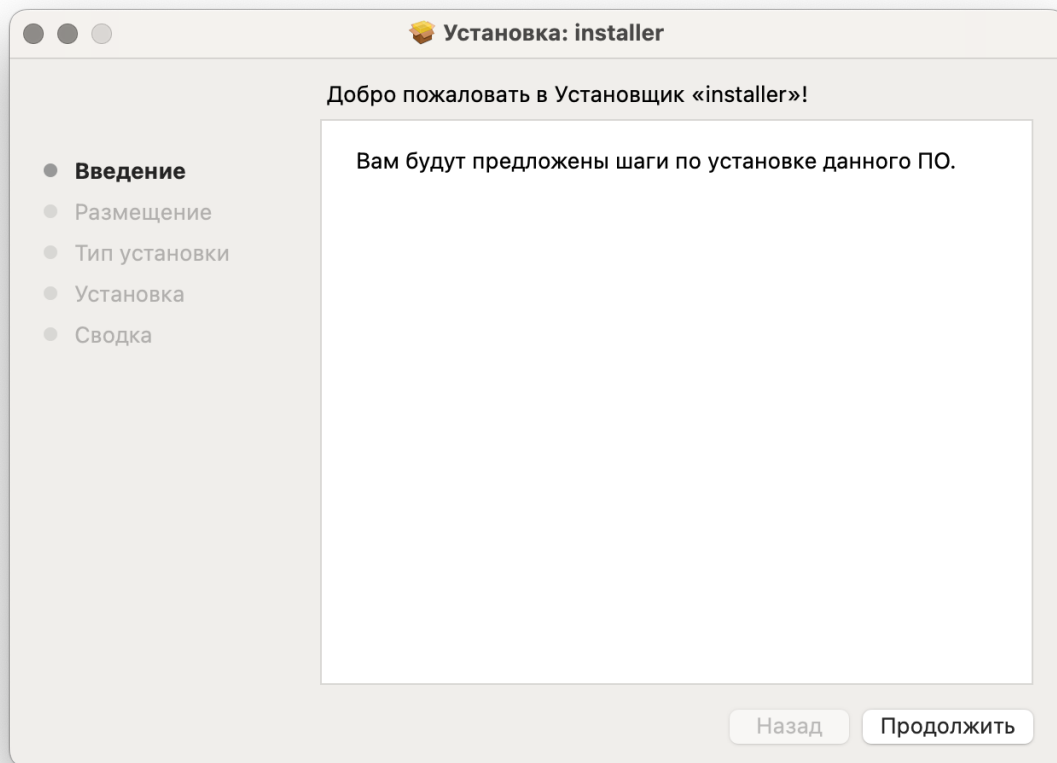 Установка: installer
Добро пожаловать в Установщик «installer»!
Введение
Размещение
Тип установки
Установка
Сводка
Вам будут предложены шаги по установке данного ПО.
Назад
Продолжить